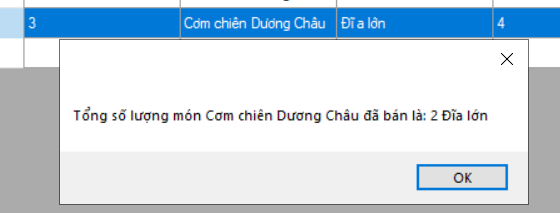 3 Cơm chiên Dương Châu Đĩa lớn 4
Tổng số lượng món Cơm chiên Dương Châu đã bán là: 2 Đĩa lớn
OK